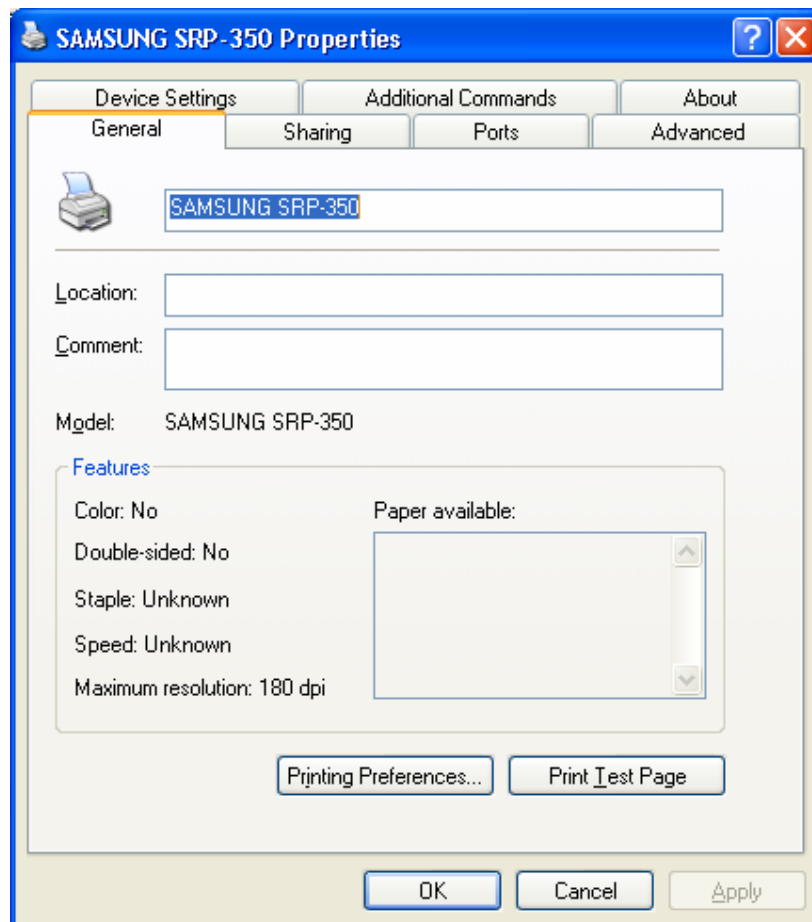 SAMSUNG SRP-350 Properties
Device Settings Additional Commands About
General Sharing Ports Advanced
SAMSUNG SRP-350
Location:
Comment:
Model: SAMSUNG SRP-350
Features
Color: No Paper available:
Double-sided: No
Staple: Unknown
Speed: Unknown
Maximum resolution: 180 dpi
Printing Preferences... Print Test Page
OK Cancel Apply